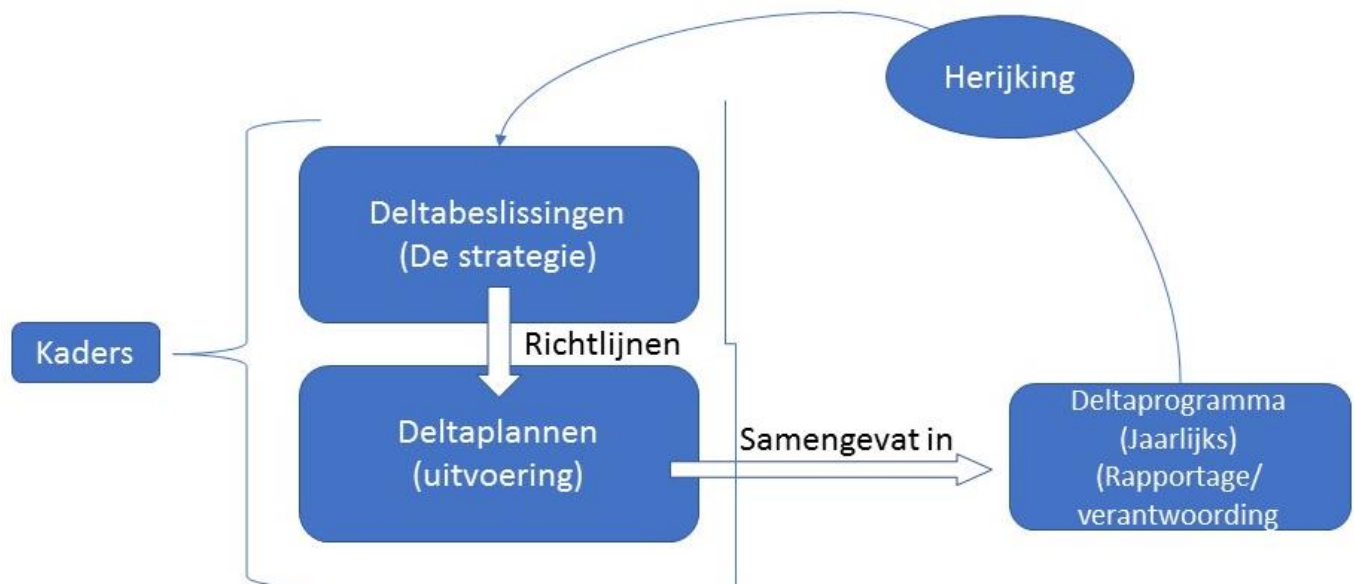 Herijking
Deltabeslissingen
(De strategie)
Kaders
Richtlijnen
Deltaplannen
(uitvoering)
Samengevat in
Deltaprogramma
(Jaarlijks)
(Rapportage/
verantwoording